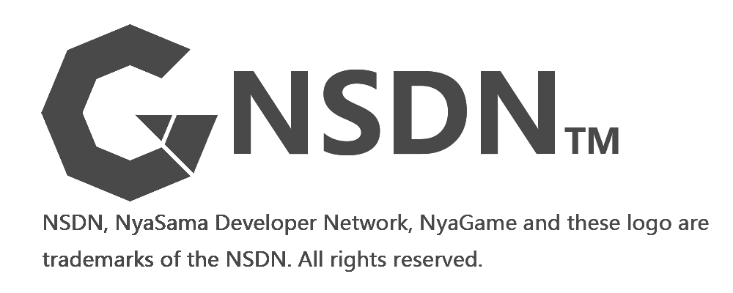 NSDN TM
NSDN, NyaSama Developer Network, NyaGame and these logo are
trademarks of the NSDN. All rights reserved.